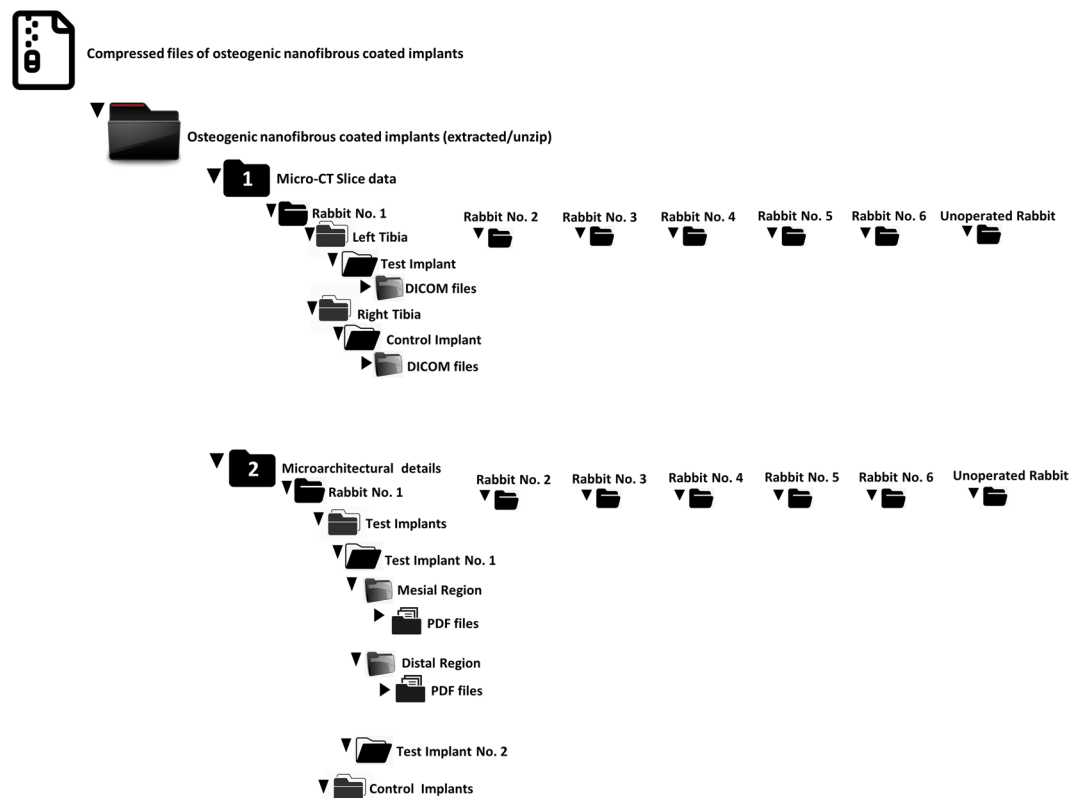 Compressed files of osteogenic nanofibrous coated implants
Osteogenic nanofibrous coated implants (extracted/unzip)
1 Micro-CT Slice data
Rabbit No. 1 Rabbit No. 2 Rabbit No. 3 Rabbit No. 4 Rabbit No. 5 Rabbit No. 6 Unoperated Rabbit
Left Tibia
Test Implant
DICOM files
Right Tibia
Control Implant
DICOM files
2 Microarchitectural details
Rabbit No. 1 Rabbit No. 2 Rabbit No. 3 Rabbit No. 4 Rabbit No. 5 Rabbit No. 6 Unoperated Rabbit
Test Implants
Test Implant No. 1
Mesial Region
PDF files
Distal Region
PDF files
Test Implant No. 2
Control Implants